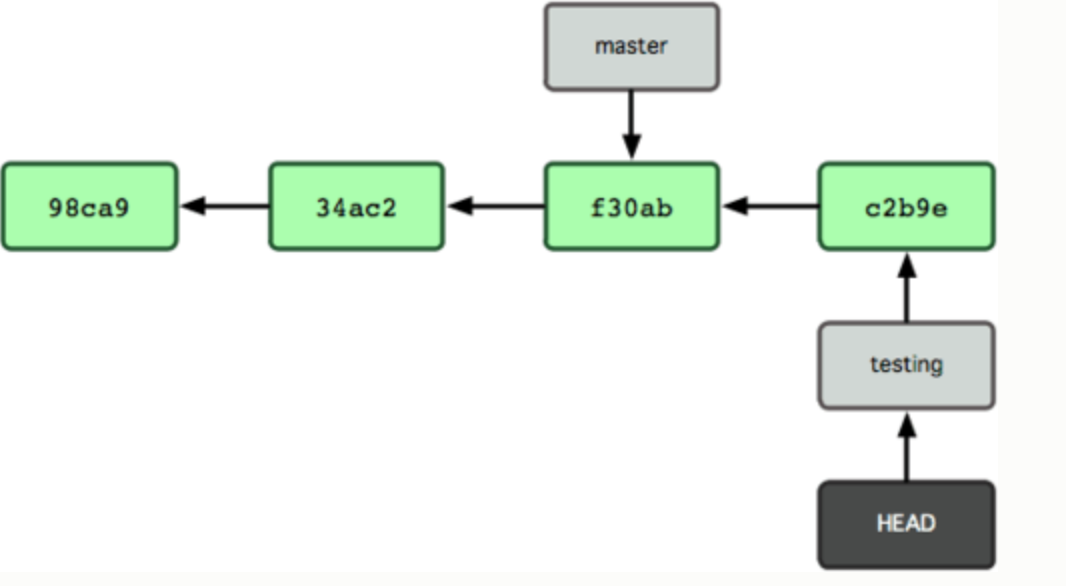 master
98ca9
34ac2
f30ab
c2b9e
testing
HEAD